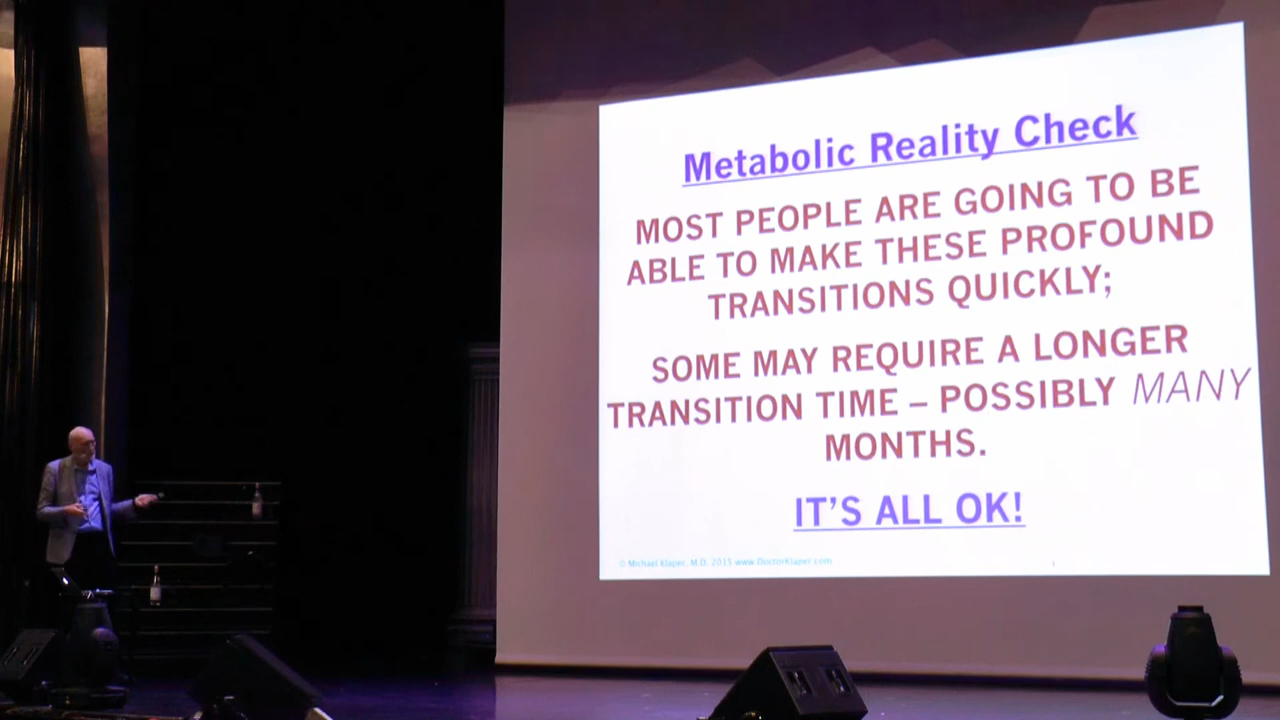 Metabolic Reality Check
MOST PEOPLE ARE GOING TO BE
ABLE TO MAKE THESE PROFOUND
TRANSITIONS QUICKLY;
SOME MAY REQUIRE A LONGER
TRANSITION TIME – POSSIBLY MANY
MONTHS.
IT'S ALL OK!
© Michael Klaper, M.D. 2015 www.DoctorKlaper.com
1